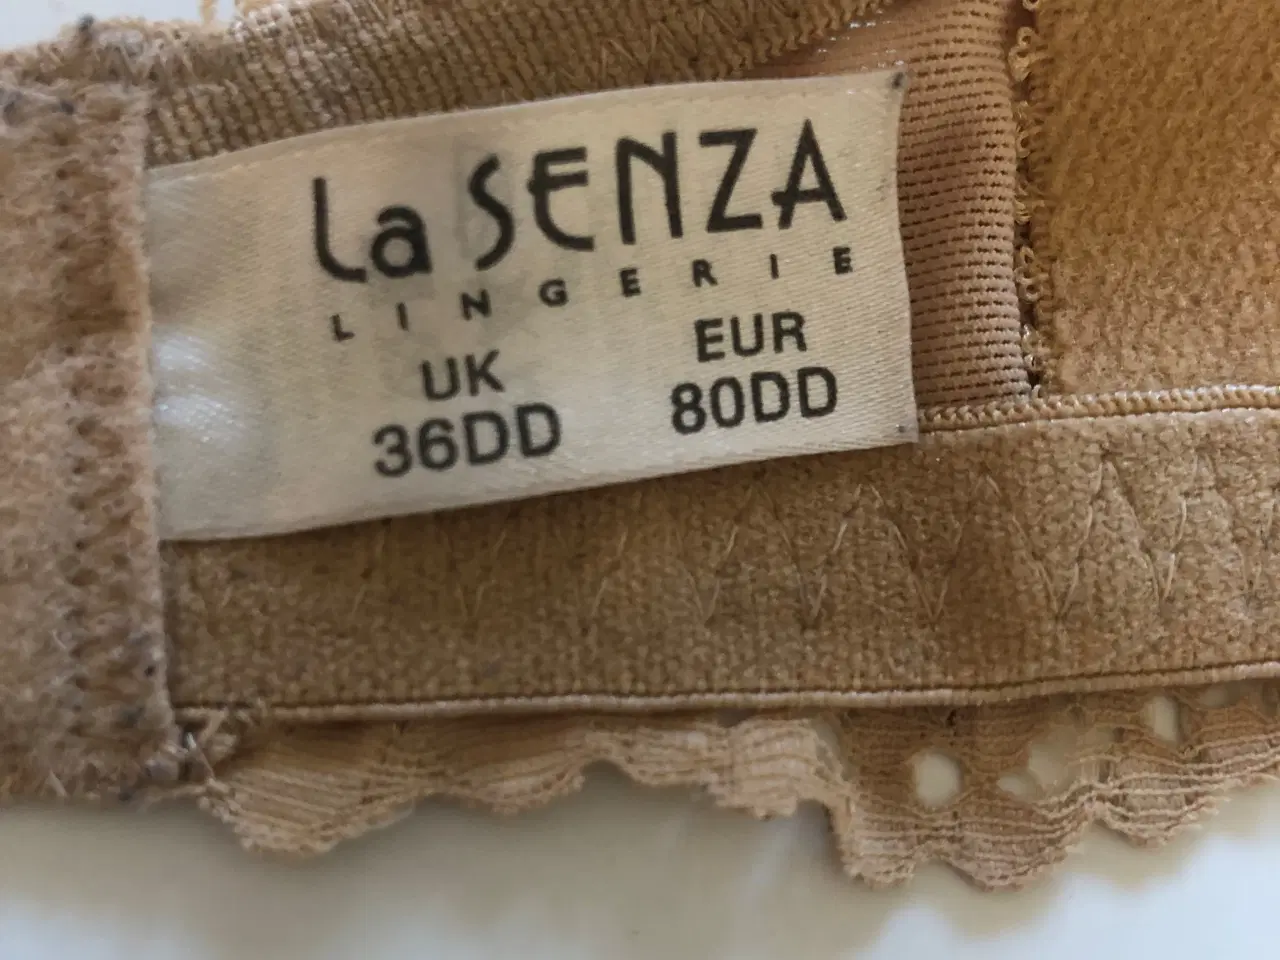 La SENZA
LINGERIE
UK EUR
36DD 80DD